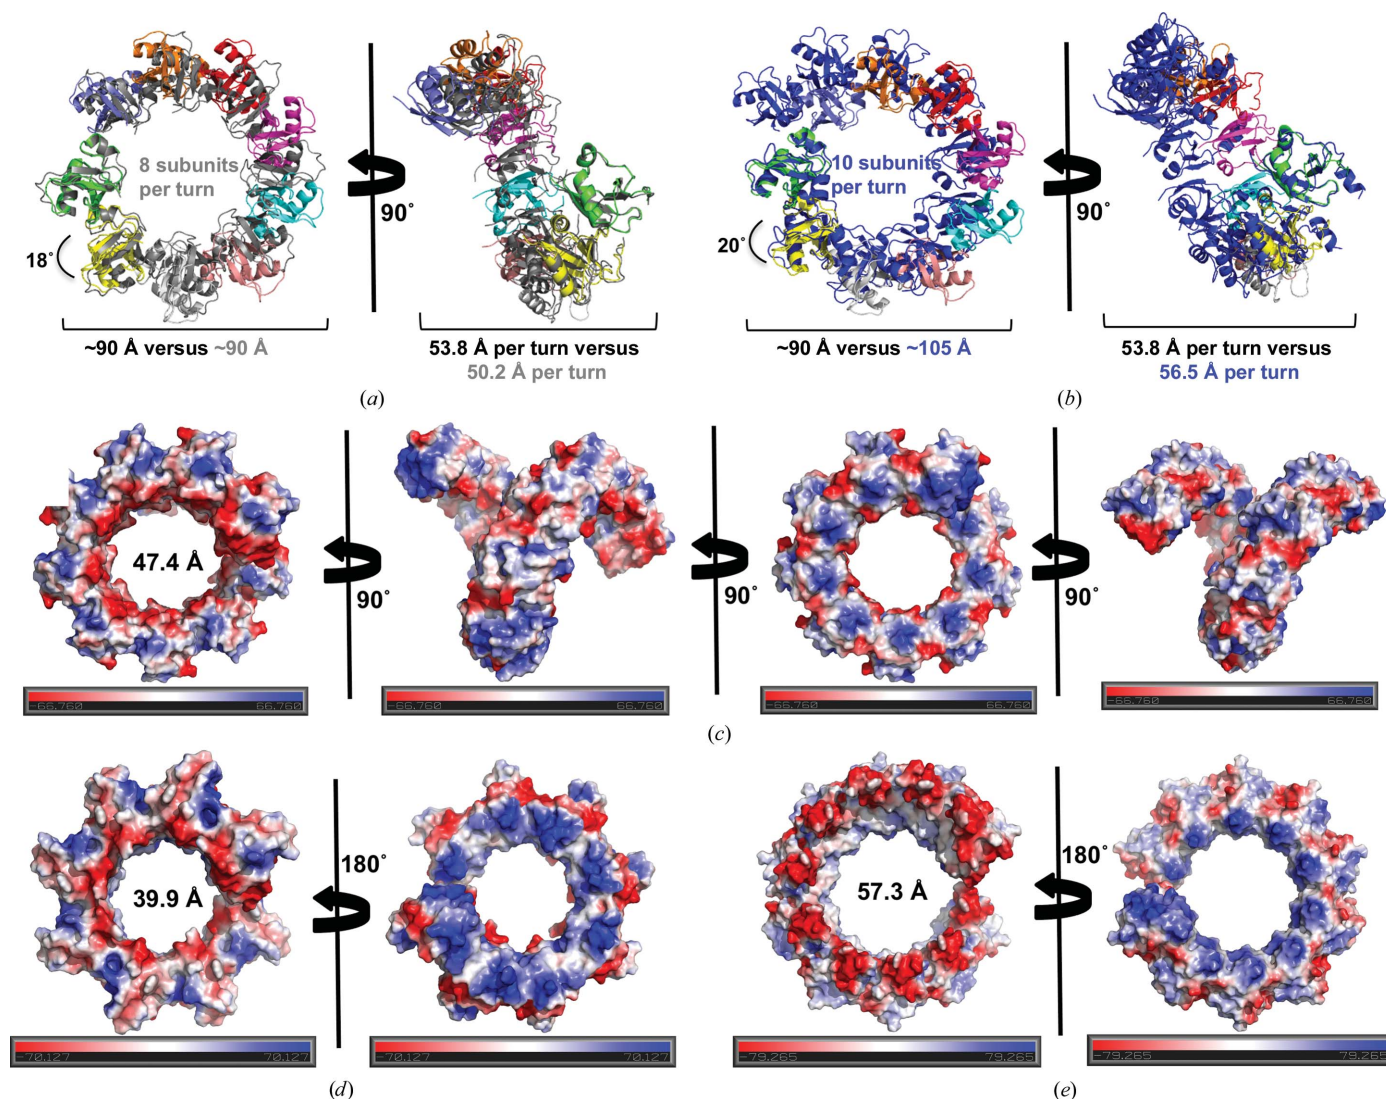 8 subunits
per turn
18°
90°
~90 Å versus ~90 Å
53.8 Å per turn versus
50.2 Å per turn
(a)
10 subunits
per turn
20°
90°
~90 Å versus ~105 Å
53.8 Å per turn versus
56.5 Å per turn
(b)
47.4 Å
90°
90°
90°
-66.760 66.760
-66.760 66.760
-66.760 66.760
-66.760 66.760
(c)
39.9 Å
180°
-70.127 70.127
-70.127 70.127
(d)
57.3 Å
180°
-79.265 79.265
-79.265 79.265
(e)